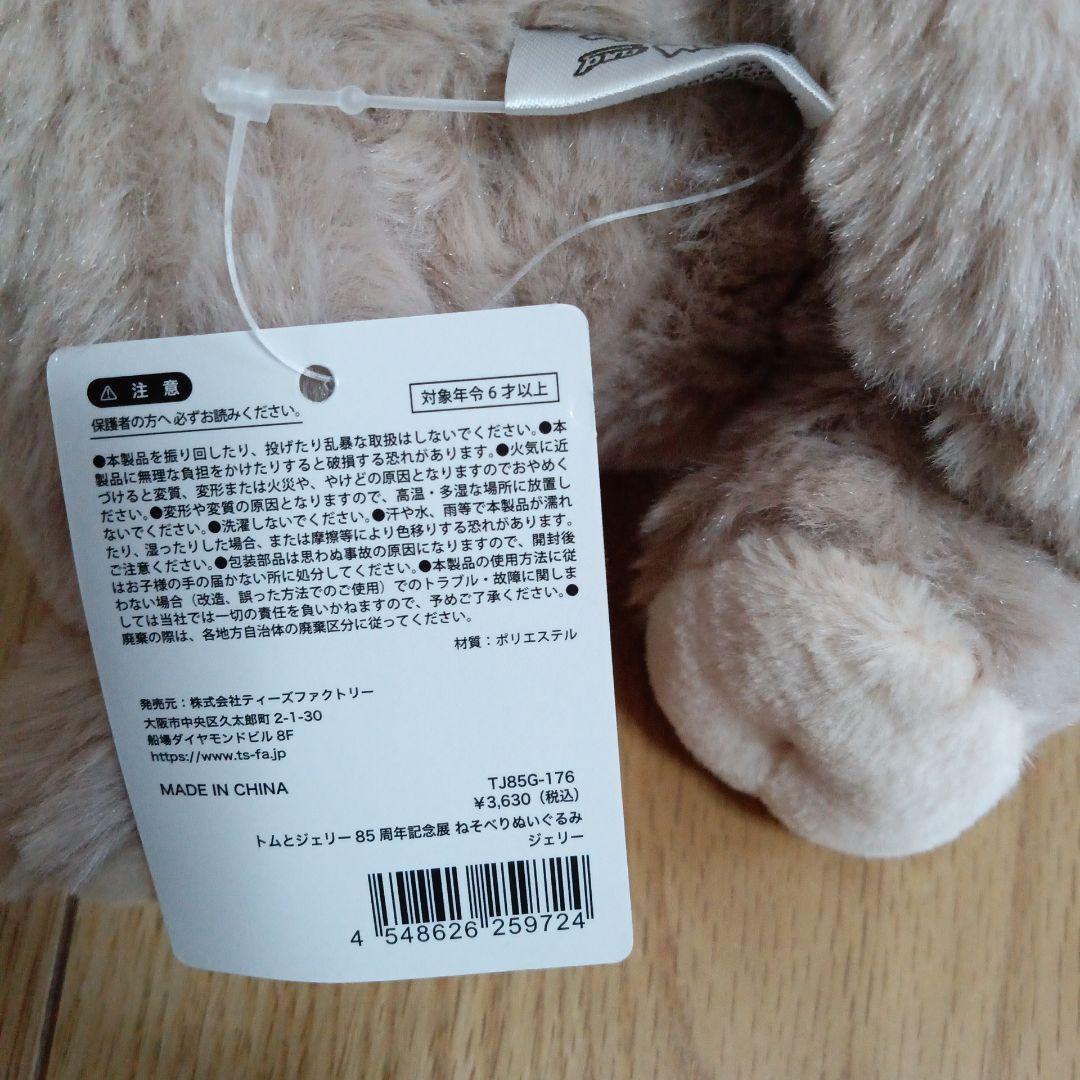 and
⚠ 注意
対象年令6才以上
保護者の方へ必ずお読みください。
●本製品を振り回したり、投げたり乱暴な取扱はしないでください。●本
製品に無理な負担をかけたりすると破損する恐れがあります。●火気に近
づけると変質、変形または火災や、やけどの原因となりますのでおやめく
ださい。●変形や変質の原因となりますので、高温・多湿な場所に放置し
ないでください。●洗濯しないでください。●汗や水、雨等で本製品が濡れ
たり、湿ったりした場合、または摩擦等により色移りする恐れがあります。
ご注意ください。●包装部品は思わぬ事故の原因になりますので、開封後
はお子様の手の届かない所に処分してください。●本製品の使用方法に従
わない場合（改造、誤った方法でのご使用）でのトラブル・故障に関しま
しては当社では一切の責任を負いかねますので、予めご了承ください。●
廃棄の際は、各地方自治体の廃棄区分に従ってください。
材質：ポリエステル
発売元：株式会社ティーズファクトリー
大阪市中央区久太郎町 2-1-30
船場ダイヤモンドビル 8F
https://www.ts-fa.jp
MADE IN CHINA
TJ85G-176
¥3,630（税込）
トムとジェリー 85 周年記念展 ねそべりぬいぐるみ
ジェリー
4 548626 259724